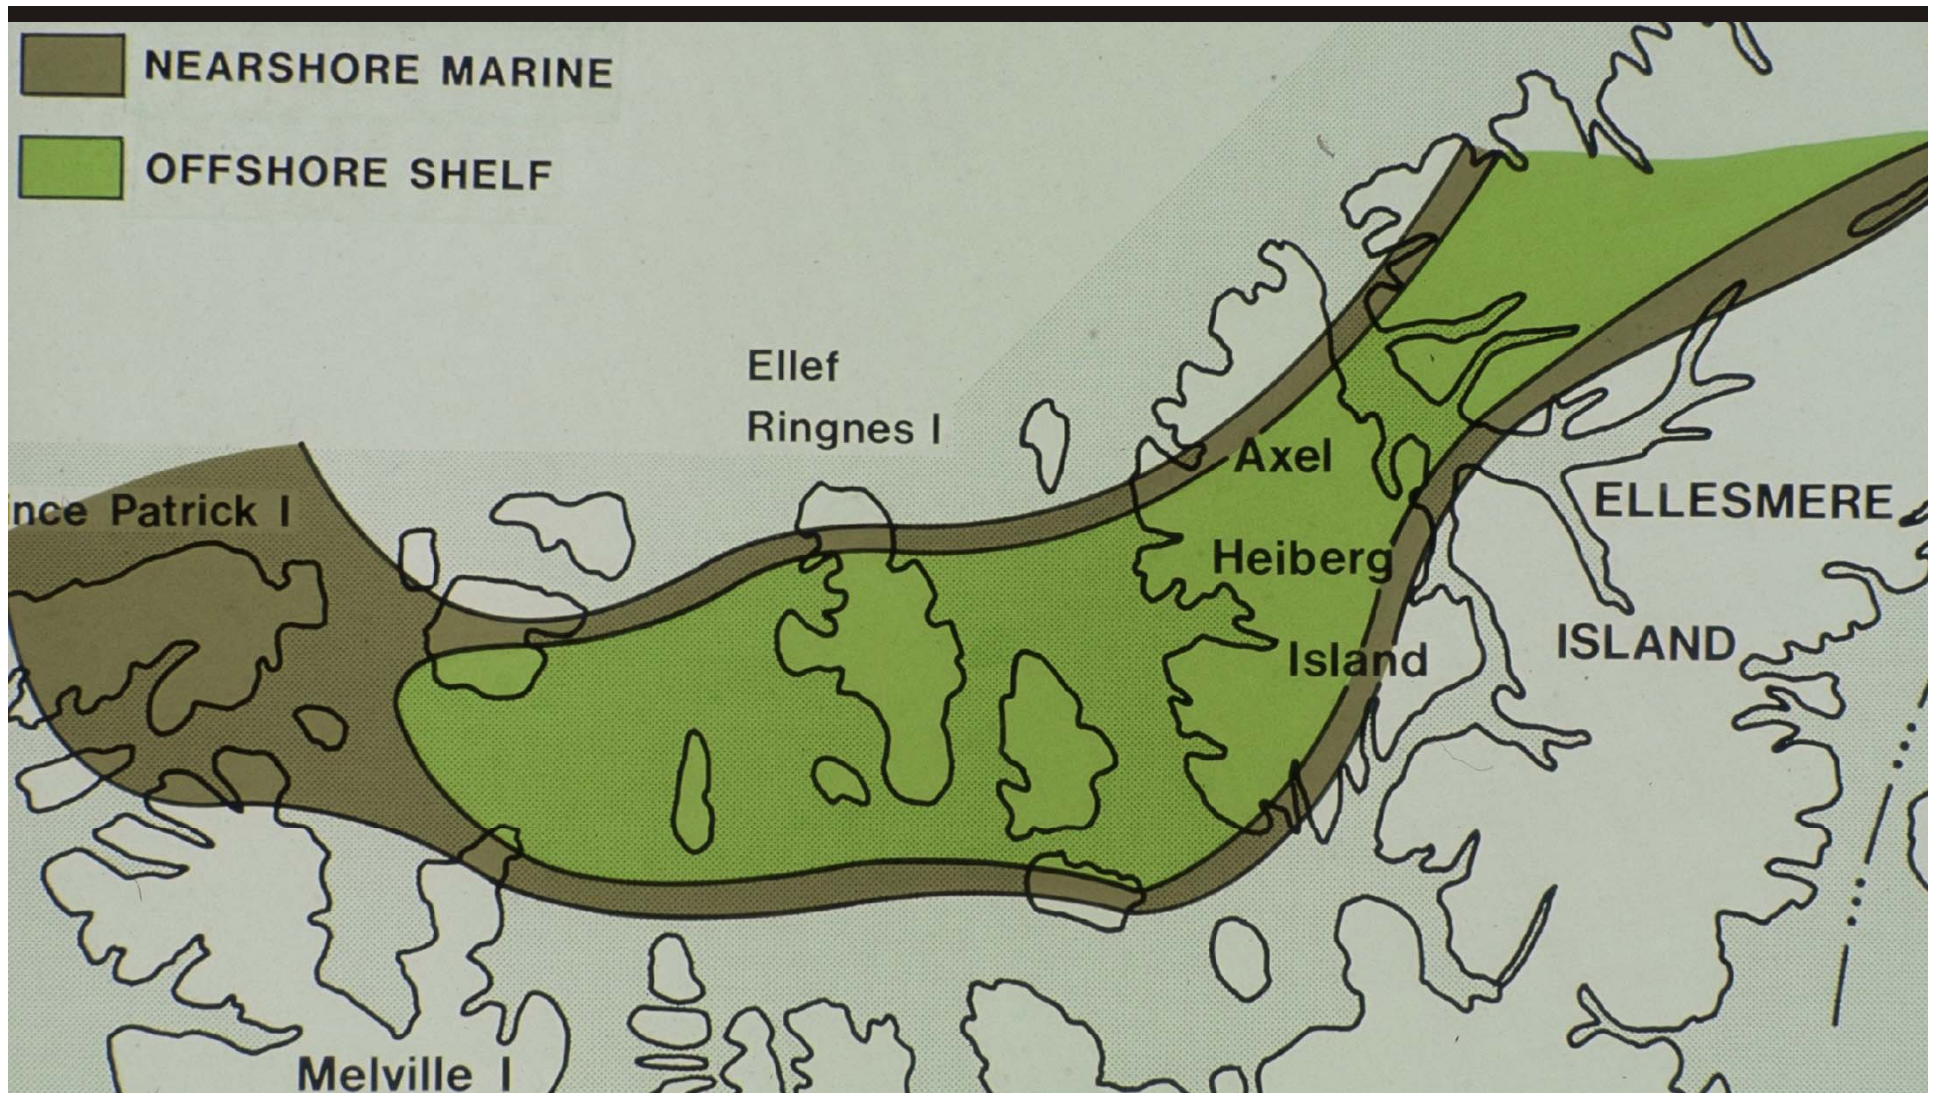 NEARSHORE MARINE
OFFSHORE SHELF
Ellef
Ringnes I
Axel
nce Patrick I
ELLESMERE
Heiberg
ISLAND
Island
Melville I